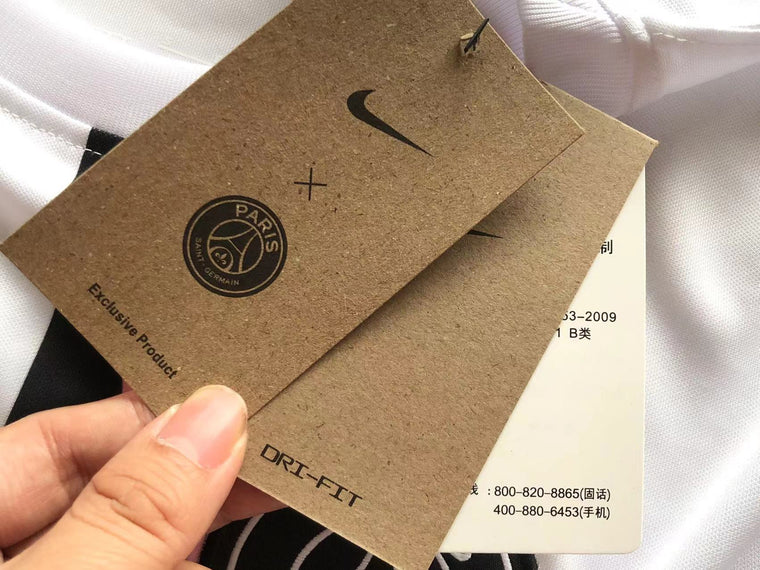 PARIS
SAINT-GERMAIN
Exclusive Product
DRI-FIT
制
53-2009
1 B类
线 :800-820-8865(固话)
400-880-6453(手机)